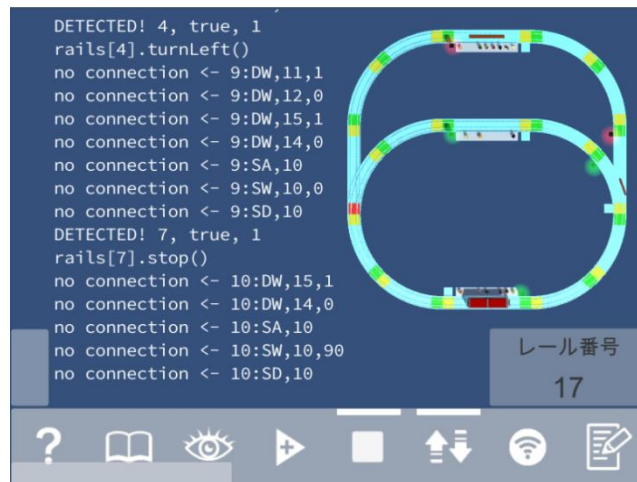 DETECTED! 4, true, 1
rails[4].turnLeft()
no connection <- 9:DW,11,1
no connection <- 9:DW,12,0
no connection <- 9:DW,15,1
no connection <- 9:DW,14,0
no connection <- 9:SA,10
no connection <- 9:SW,10,0
no connection <- 9:SD,10
DETECTED! 7, true, 1
rails[7].stop()
no connection <- 10:DW,15,1
no connection <- 10:DW,14,0
no connection <- 10:SA,10
no connection <- 10:SW,10,90
no connection <- 10:SD,10
レール番号
17
?